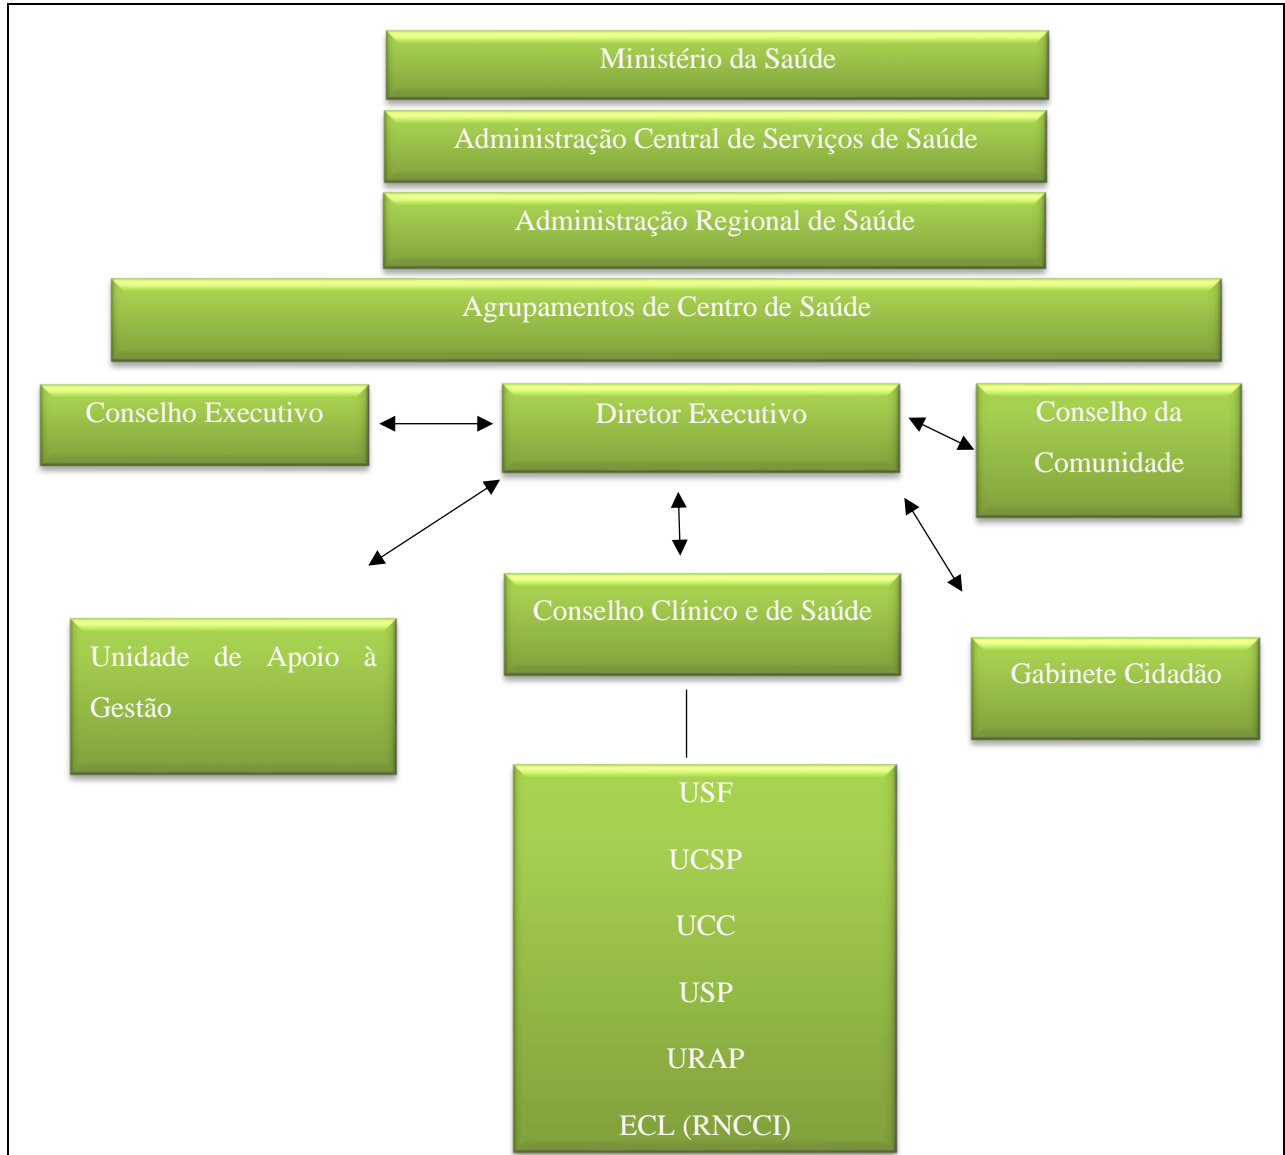 Ministério da Saúde
Administração Central de Serviços de Saúde
Administração Regional de Saúde
Agrupamentos de Centro de Saúde
Conselho Executivo
Diretor Executivo
Conselho da
Comunidade
Unidade de Apoio à
Gestão
Conselho Clínico e de Saúde
Gabinete Cidadão
USF
UCSP
UCC
USP
URAP
ECL (RNCCI)